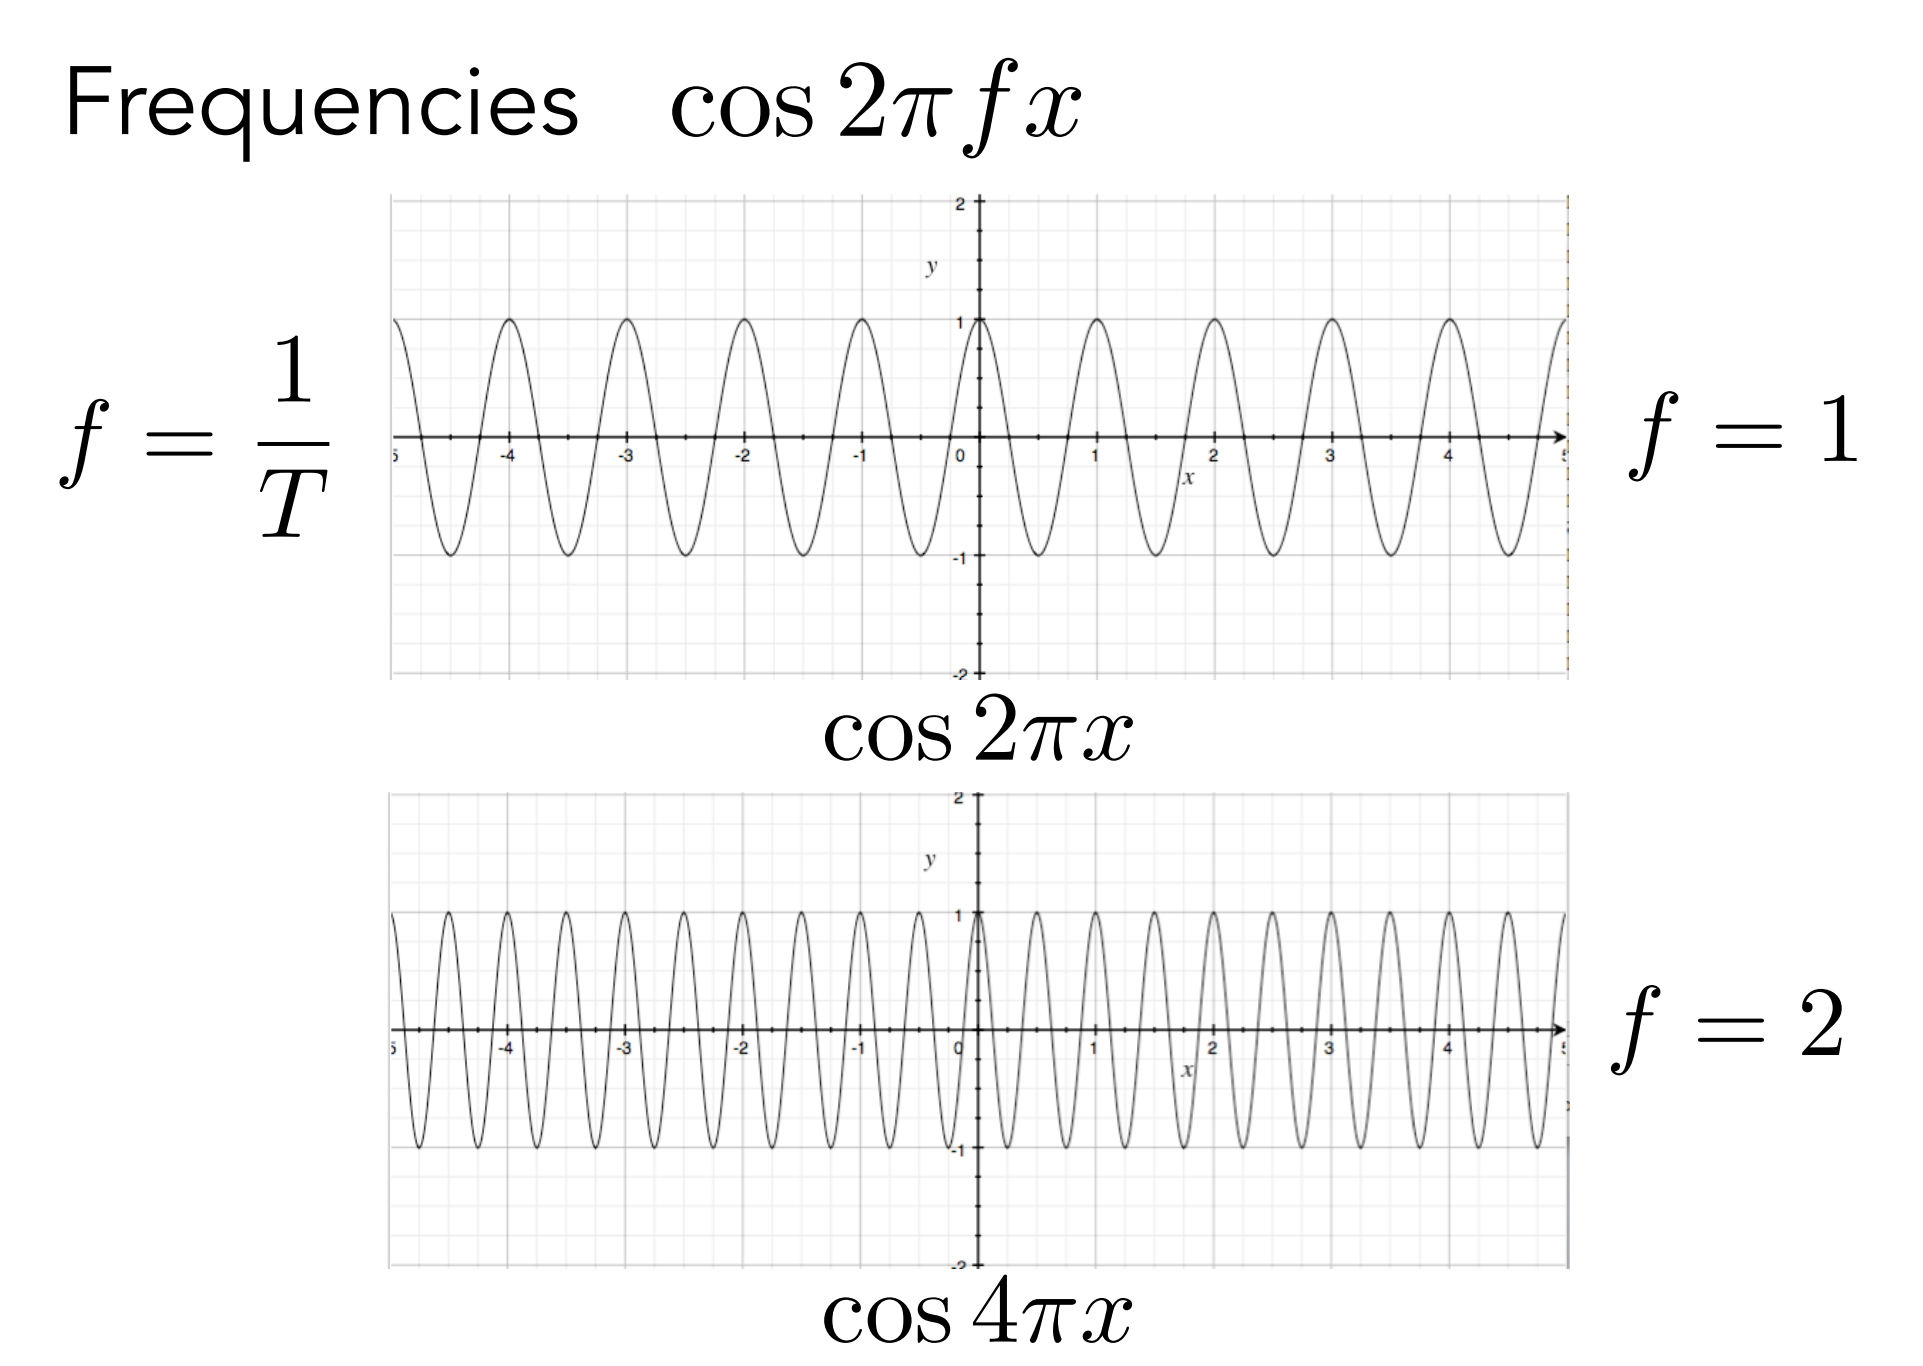 Frequencies cos 2πfx
2
y
1
f = 1/T
f = 1
5 -4 -3 -2 -1 0 1 2 3 4 5
x
-1
-2
cos 2πx
2
y
1
5 -4 -3 -2 -1 0 1 2 3 4 5
f = 2
x
-1
-2
cos 4πx